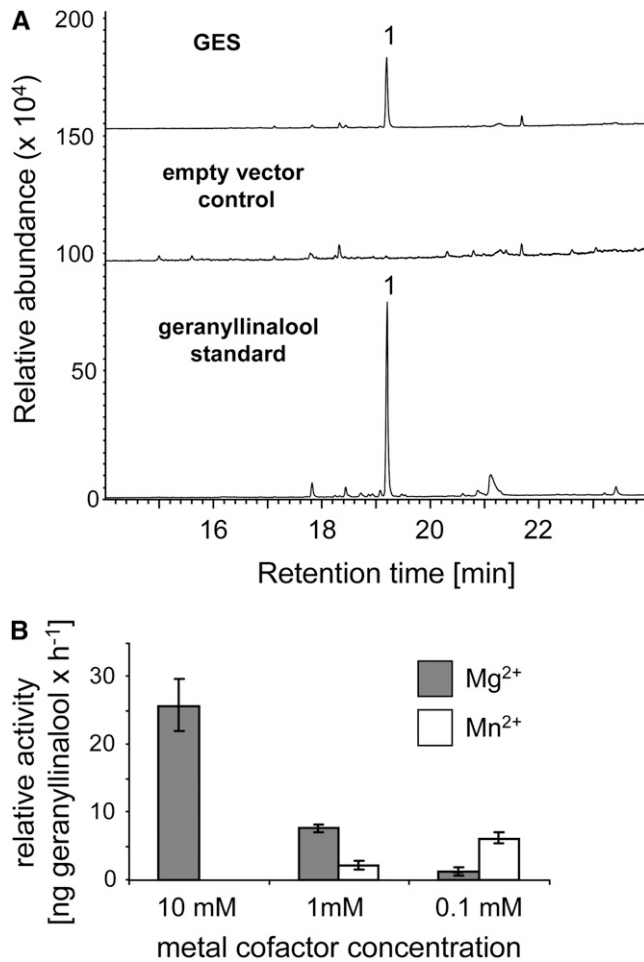 A
200
GES
1
150
Relative abundance (x 10⁴)
empty vector
control
100
1
geranyllinalool
standard
50
0
16 18 20 22
Retention time [min]
B
relative activity
[ng geranyllinalool x h⁻¹]
30
20
10
0
Mg²⁺
Mn²⁺
10 mM 1mM 0.1 mM
metal cofactor concentration